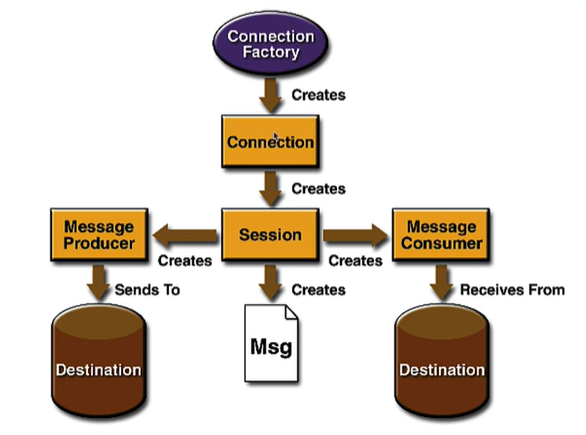 Connection
Factory
Creates
Connection
Creates
Message
Producer
Session
Message
Consumer
Creates
Creates
Sends To
Creates
Receives From
Destination
Msg
Destination